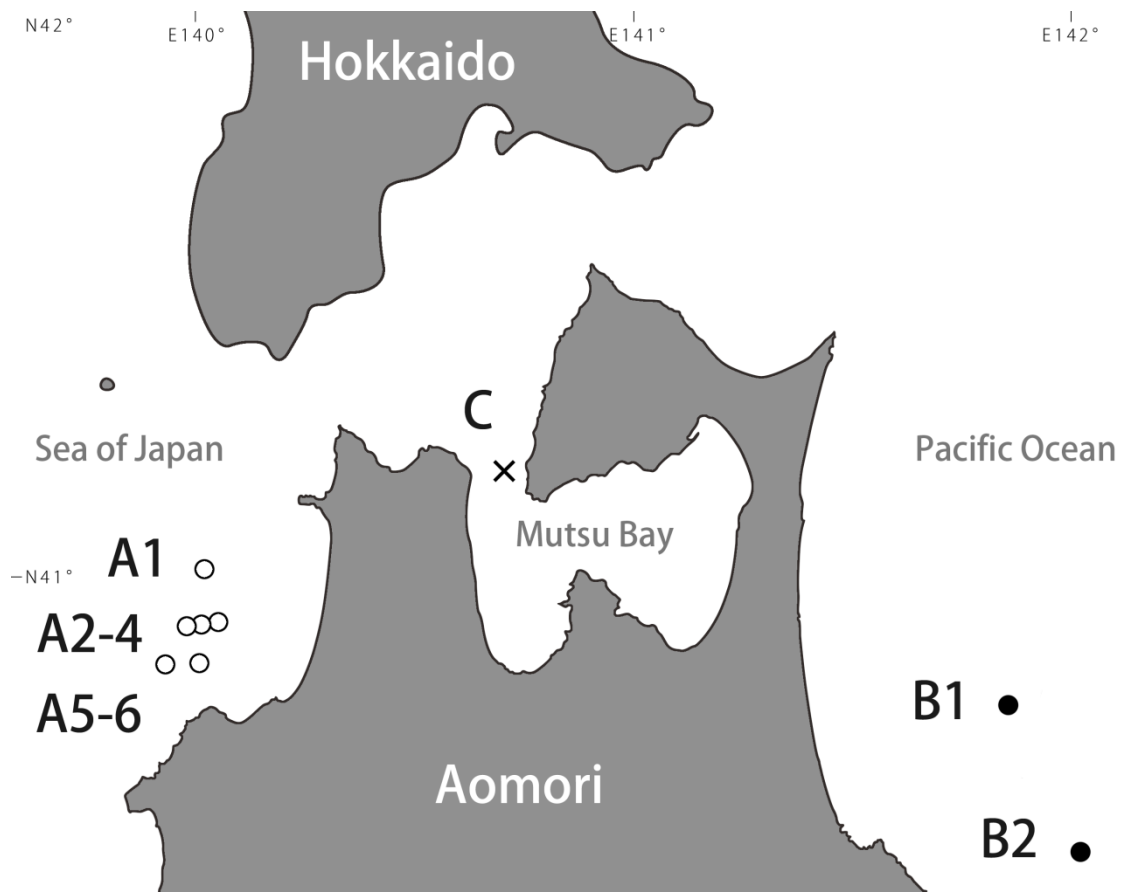 N42°
E140°
E141°
E142°
Hokkaido
C
Sea of Japan
Pacific Ocean
Mutsu Bay
A1
–N41°
A2-4
A5-6
B1
Aomori
B2